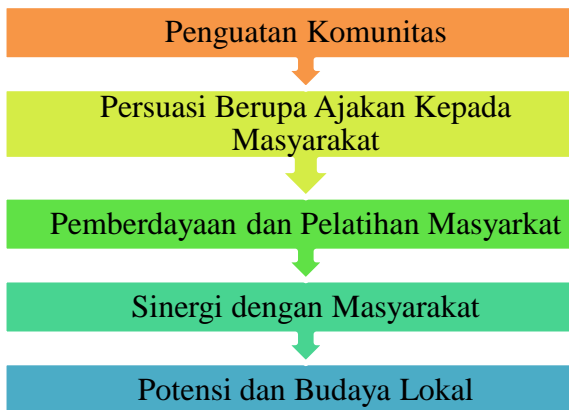 Penguatan Komunitas
Persuasi Berupa Ajakan Kepada
Masyarakat
Pemberdayaan dan Pelatihan Masyarkat
Sinergi dengan Masyarakat
Potensi dan Budaya Lokal